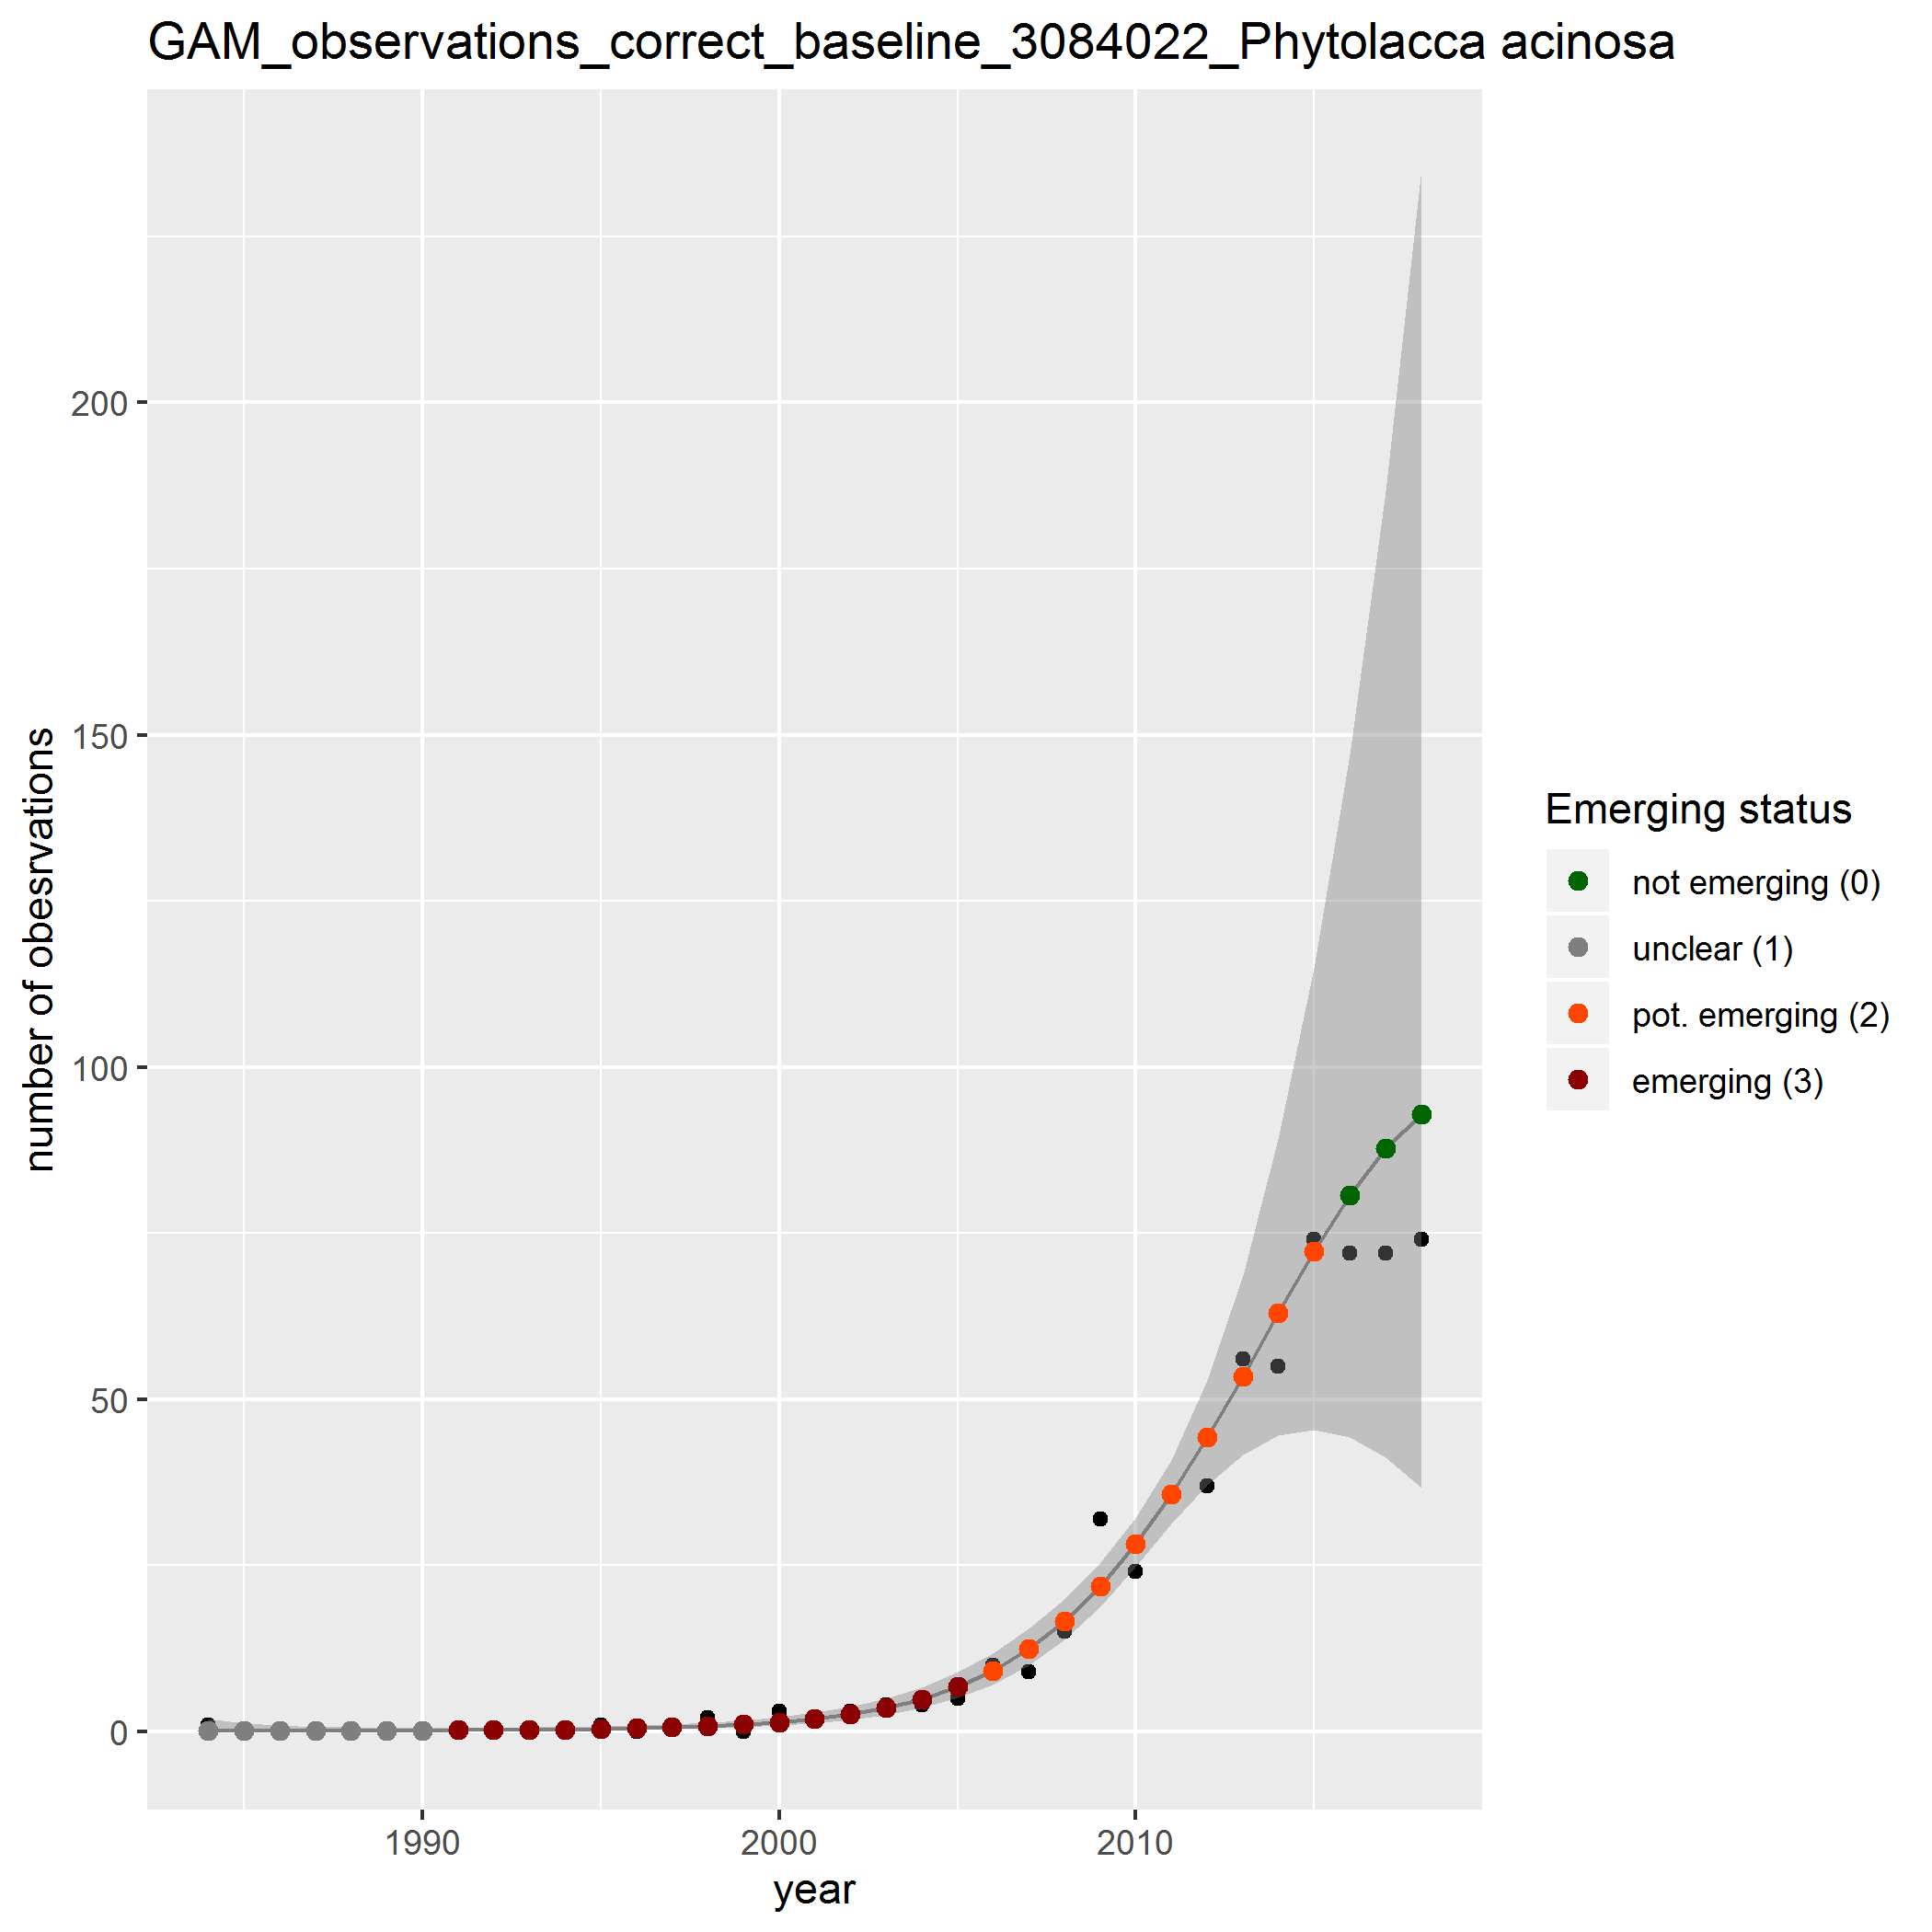 GAM_observations_correct_baseline_3084022_Phytolacca acinosa
number of obesrvations
200
150
100
50
0
1990 2000 2010
year
Emerging status
not emerging (0)
unclear (1)
pot. emerging (2)
emerging (3)